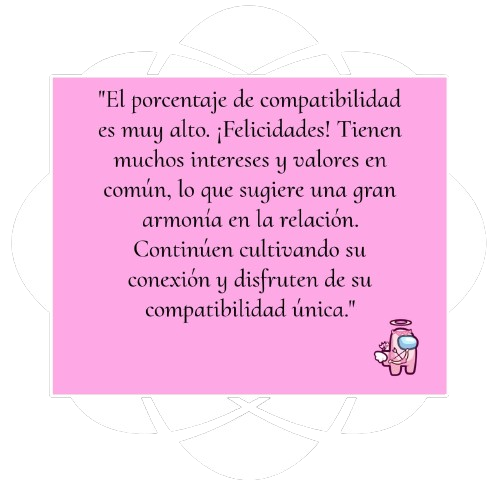 "El porcentaje de compatibilidad
es muy alto. ¡Felicidades! Tienen
muchos intereses y valores en
común, lo que sugiere una gran
armonía en la relación.
Continúen cultivando su
conexión y disfruten de su
compatibilidad única."